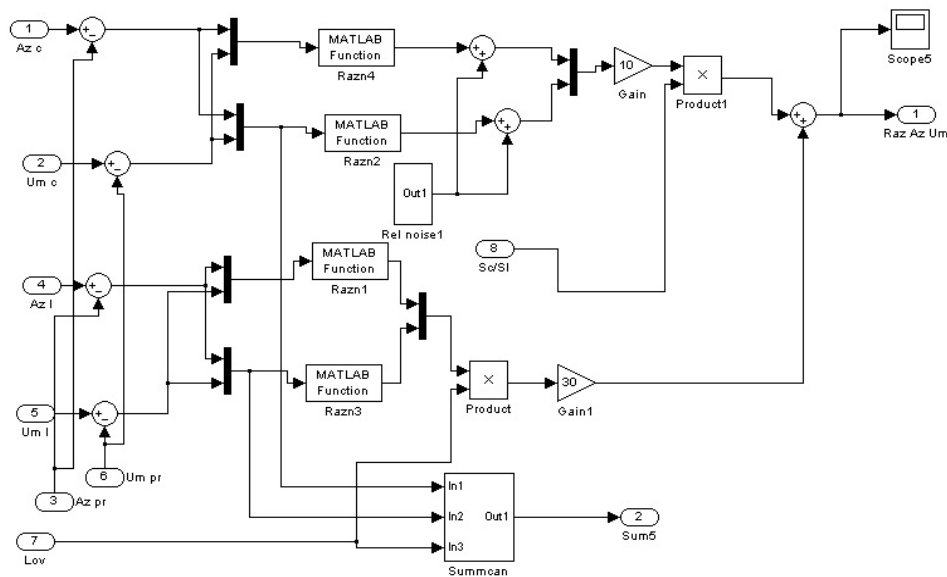 1
Az c
MATLAB
Function
Razn4
10
Gain
Product1
Scope5
1
Raz Az Um
2
Um c
MATLAB
Function
Razn2
Out1
Rel noise1
8
Sc/Sl
4
Az l
MATLAB
Function
Razn1
5
Um l
MATLAB
Function
Razn3
Product
30
Gain1
6
Um pr
3
Az pr
7
Lov
In1
In2
In3
Out1
Summcan
2
Sum5